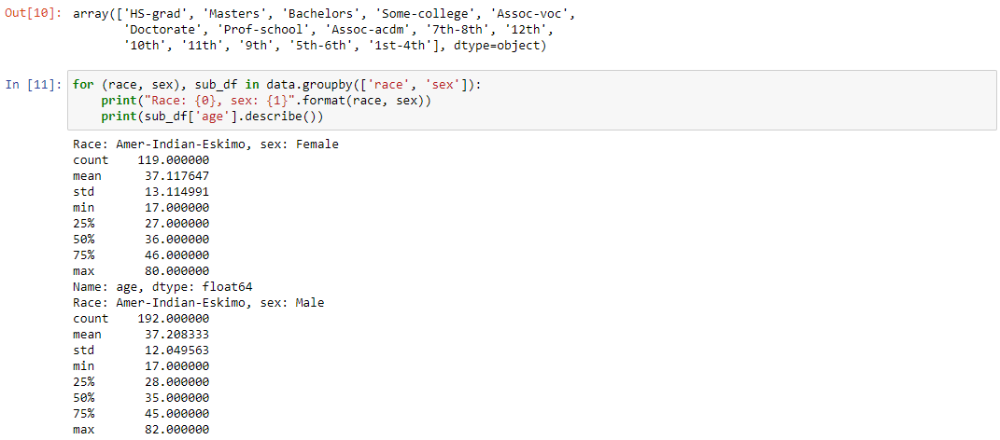 Out[10]: array(['HS-grad', 'Masters', 'Bachelors', 'Some-college', 'Assoc-voc',
'Doctorate', 'Prof-school', 'Assoc-acdm', '7th-8th', '12th',
'10th', '11th', '9th', '5th-6th', '1st-4th'], dtype=object)
In [11]: for (race, sex), sub_df in data.groupby(['race', 'sex']):
print("Race: {0}, sex: {1}".format(race, sex))
print(sub_df['age'].describe())
Race: Amer-Indian-Eskimo, sex: Female
count    119.000000
mean      37.117647
std       13.114991
min       17.000000
25%       27.000000
50%       36.000000
75%       46.000000
max       80.000000
Name: age, dtype: float64
Race: Amer-Indian-Eskimo, sex: Male
count    192.000000
mean      37.208333
std       12.049563
min       17.000000
25%       28.000000
50%       35.000000
75%       45.000000
max       82.000000